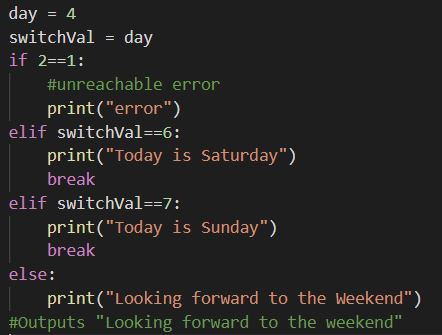 day = 4
switchVal = day
if 2==1:
    #unreachable error
    print("error")
elif switchVal==6:
    print("Today is Saturday")
    break
elif switchVal==7:
    print("Today is Sunday")
    break
else:
    print("Looking forward to the Weekend")
#Outputs "Looking forward to the weekend"